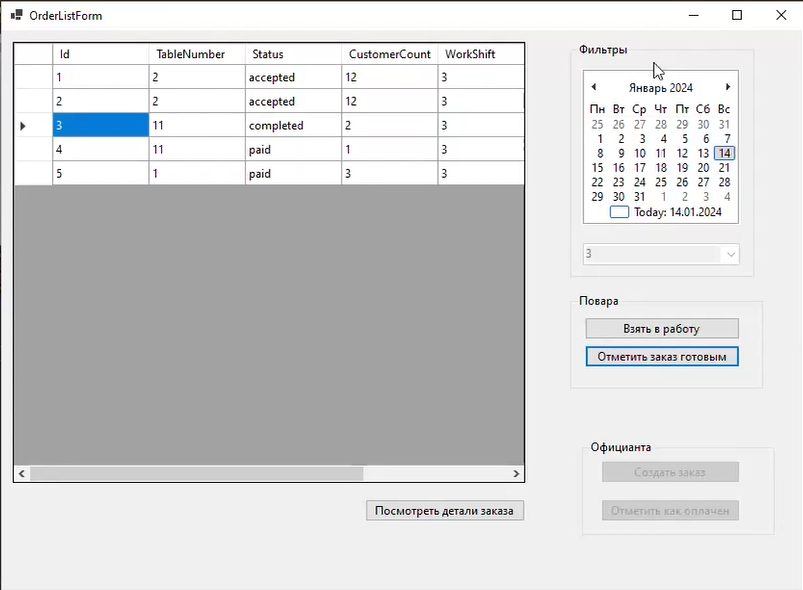 OrderListForm
Id TableNumber Status CustomerCount WorkShift
1 2 accepted 12 3
2 2 accepted 12 3
3 11 completed 2 3
4 11 paid 1 3
5 1 paid 3 3
Посмотреть детали заказа
Фильтры
Январь 2024
Пн Вт Ср Чт Пт Сб Вс
25 26 27 28 29 30 31
1 2 3 4 5 6 7
8 9 10 11 12 13 14
15 16 17 18 19 20 21
22 23 24 25 26 27 28
29 30 31 1 2 3 4
Today: 14.01.2024
3
Повара
Взять в работу
Отметить заказ готовым
Официанта
Создать заказ
Отметить как оплачен